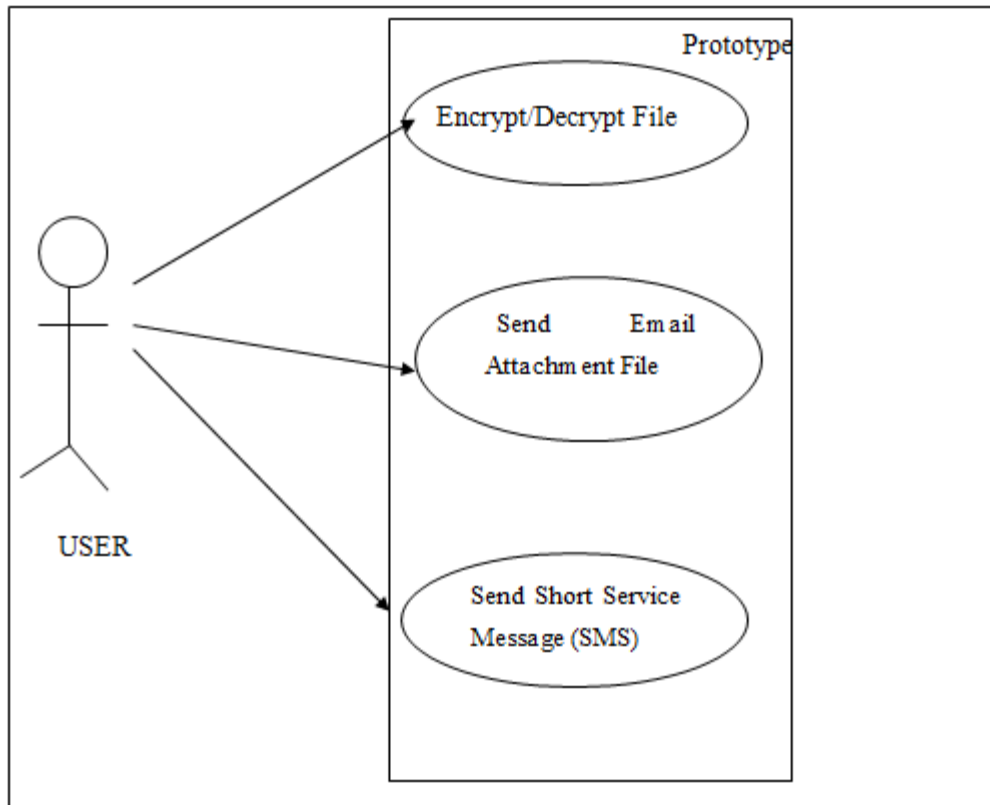 Prototype
Encrypt/Decrypt File
Send Email
Attachment File
USER
Send Short Service
Message (SMS)